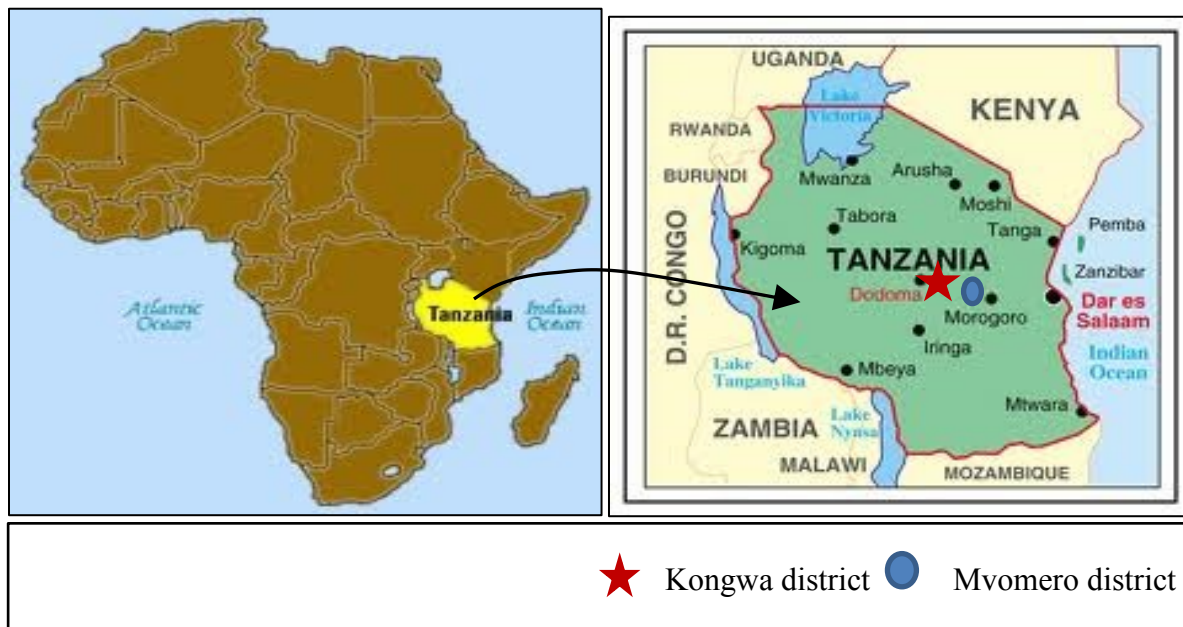 Atlantic
Ocean
Tanzania
Indian
Ocean
UGANDA
Lake
Victoria
KENYA
RWANDA
BURUNDI
Mwanza
Arusha
Moshi
Tabora
Kigoma
Tanga
Pemba
TANZANIA
Zanzibar
Dodoma
Dar es
Salaam
Morogoro
Iringa
D.R. CONGO
Indian
Ocean
Lake
Tanganyika
Mbeya
Mtwara
ZAMBIA
Lake
Nynsa
MALAWI
MOZAMBIQUE
Kongwa district
Mvomero district